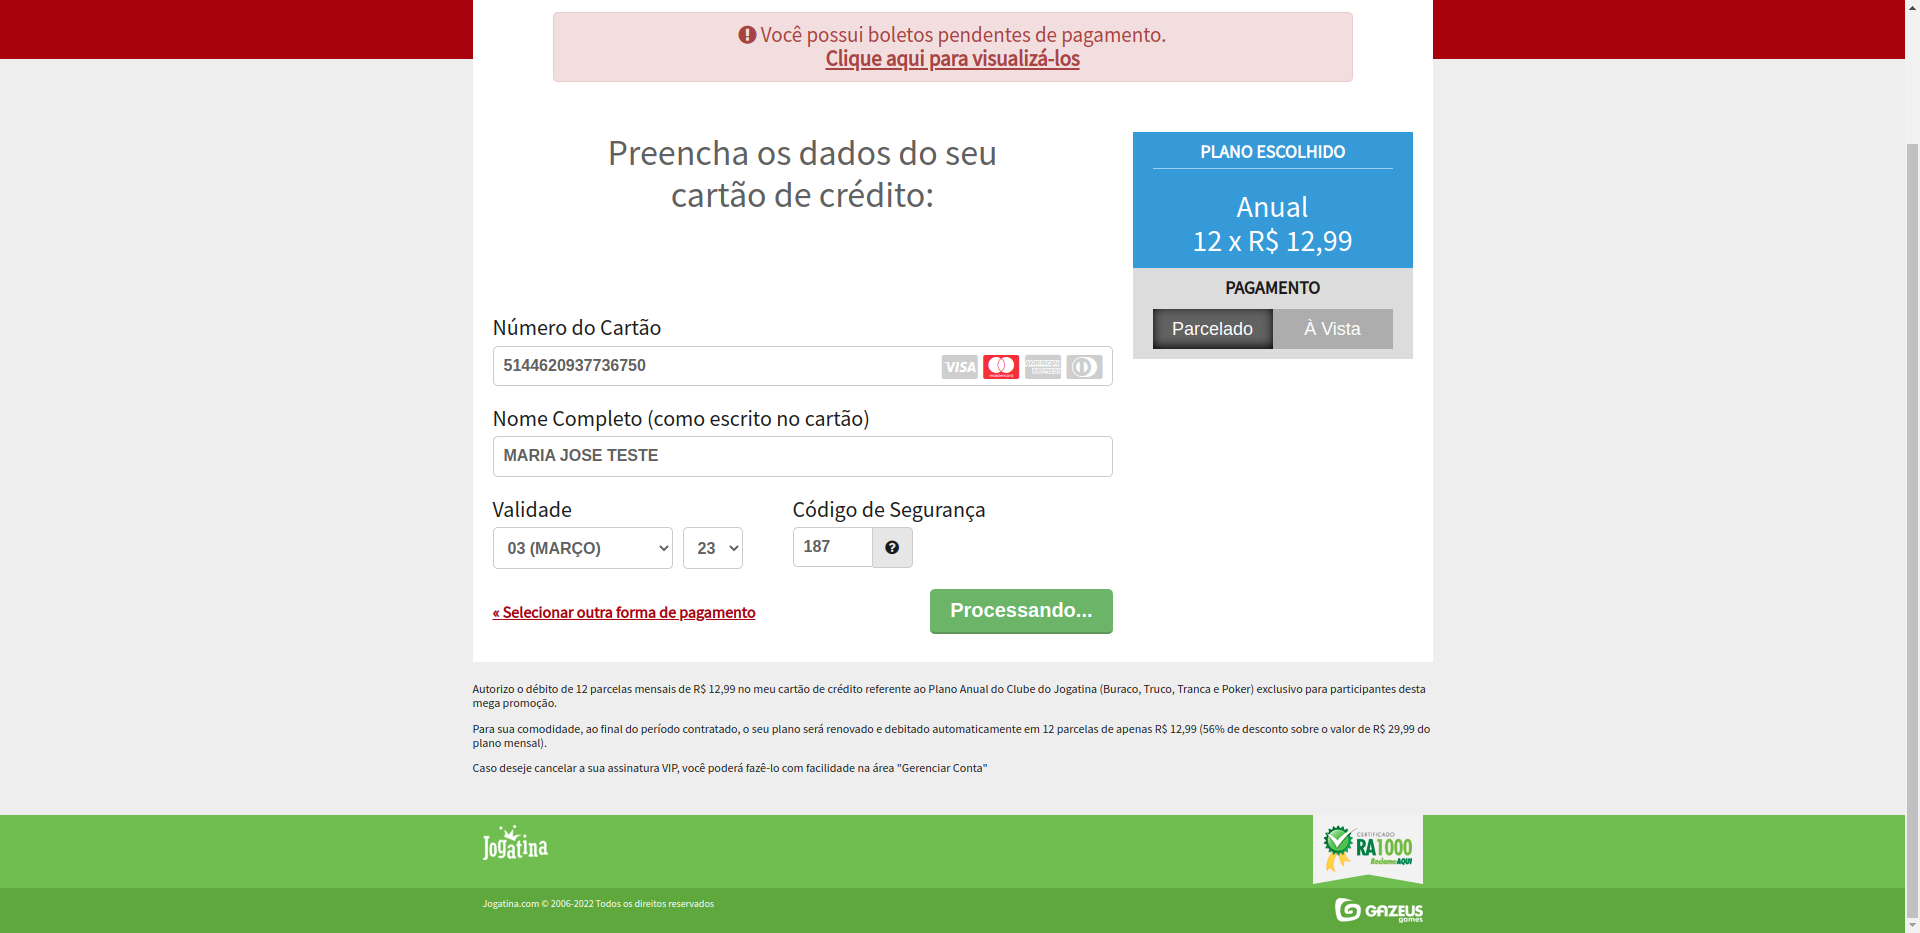 Você possui boletos pendentes de pagamento.
Clique aqui para visualizá-los
Preencha os dados do seu
cartão de crédito:
PLANO ESCOLHIDO
Anual
12 x R$ 12,99
PAGAMENTO
Parcelado À Vista
Número do Cartão
5144620937736750
VISA mastercard AMERICAN EXPRESS
Nome Completo (como escrito no cartão)
MARIA JOSE TESTE
Validade Código de Segurança
03 (MARÇO) 23 187
« Selecionar outra forma de pagamento
Processando...
Autorizo o débito de 12 parcelas mensais de R$ 12,99 no meu cartão de crédito referente ao Plano Anual do Clube do Jogatina (Buraco, Truco, Tranca e Poker) exclusivo para participantes desta
mega promoção.
Para sua comodidade, ao final do período contratado, o seu plano será renovado e debitado automaticamente em 12 parcelas de apenas R$ 12,99 (56% de desconto sobre o valor de R$ 29,99 do
plano mensal).
Caso deseje cancelar a sua assinatura VIP, você poderá fazê-lo com facilidade na área "Gerenciar Conta"
Jogatina
CERTIFICADO
RA1000
ReclameAQUI
Jogatina.com © 2006-2022 Todos os direitos reservados
GAZEUS
games